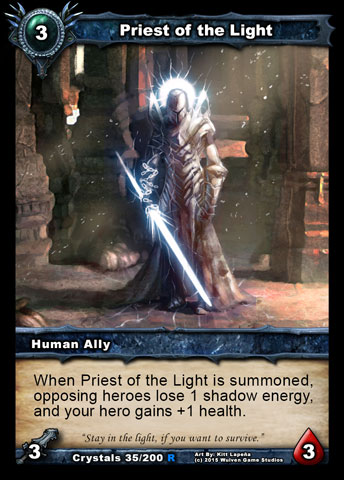 3
Priest of the Light
Human Ally
When Priest of the Light is summoned,
opposing heroes lose 1 shadow energy,
and your hero gains +1 health.
"Stay in the light, if you want to survive."
3
Crystals 35/200 R
Art By: Kitt Lapeña
(c) 2015 Wulven Game Studios
3